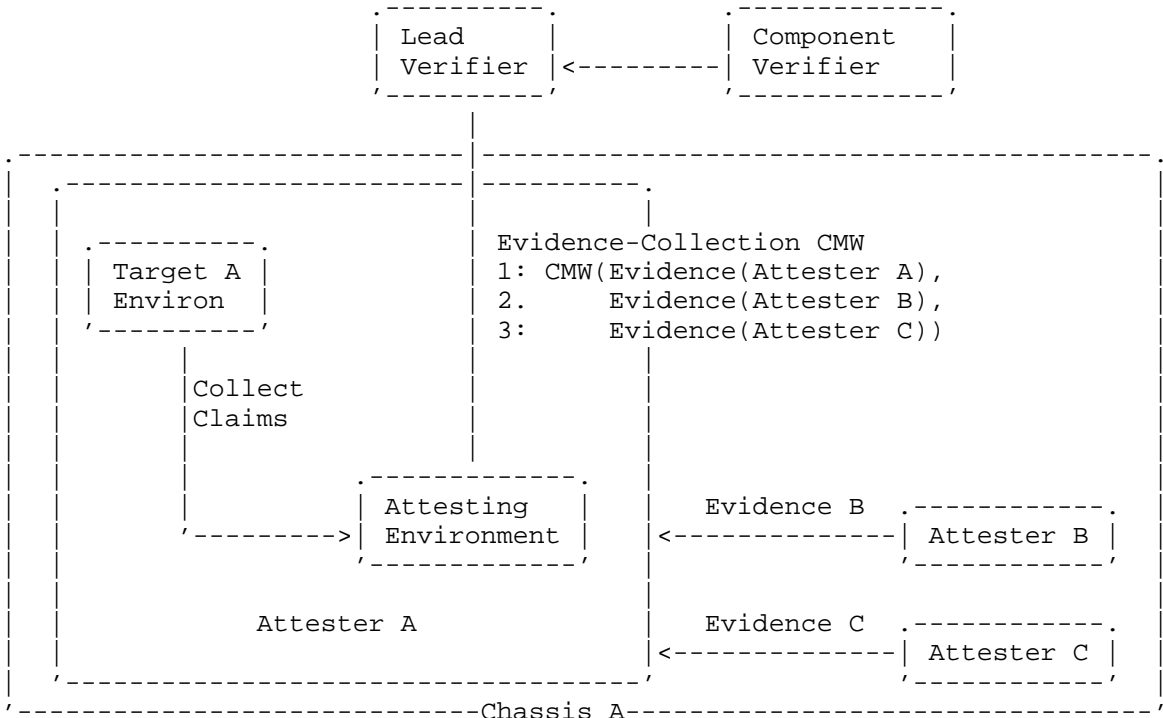 Lead
Verifier
Component
Verifier
Evidence-Collection CMW
1: CMW(Evidence(Attester A),
2.     Evidence(Attester B),
3:     Evidence(Attester C))
Target A
Environ
Collect
Claims
Attesting
Environment
Evidence B
Attester B
Attester A
Evidence C
Attester C
Chassis A